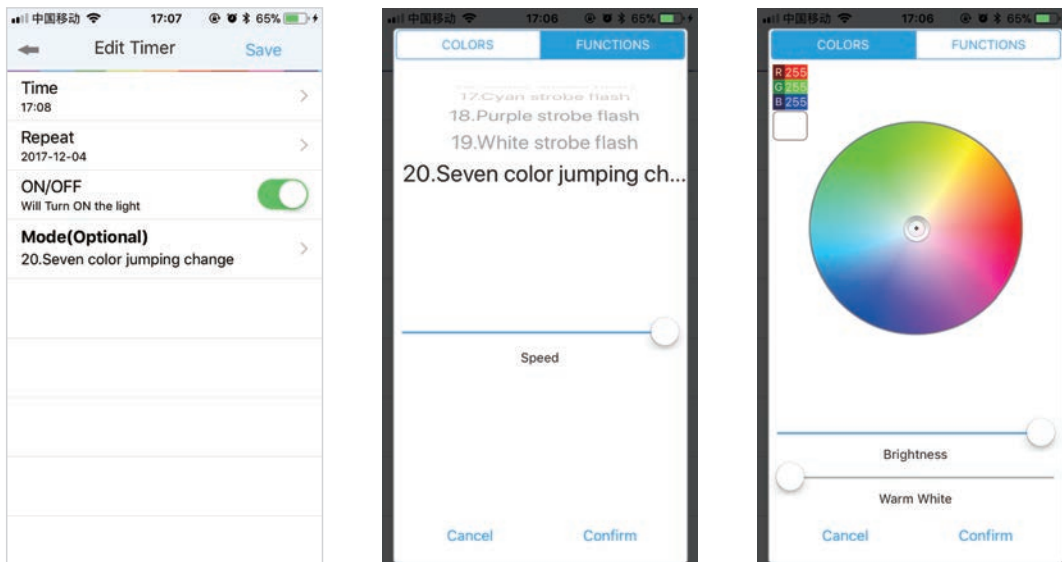 中国移动 17:07 65%
Edit Timer Save
Time
17:08
Repeat
2017-12-04
ON/OFF
Will Turn ON the light
Mode(Optional)
20.Seven color jumping change
中国移动 17:06 65%
COLORS FUNCTIONS
17.Cyan strobe flash
18.Purple strobe flash
19.White strobe flash
20.Seven color jumping ch...
Speed
Cancel Confirm
中国移动 17:06 65%
COLORS FUNCTIONS
R 255
G 255
B 255
Brightness
Warm White
Cancel Confirm